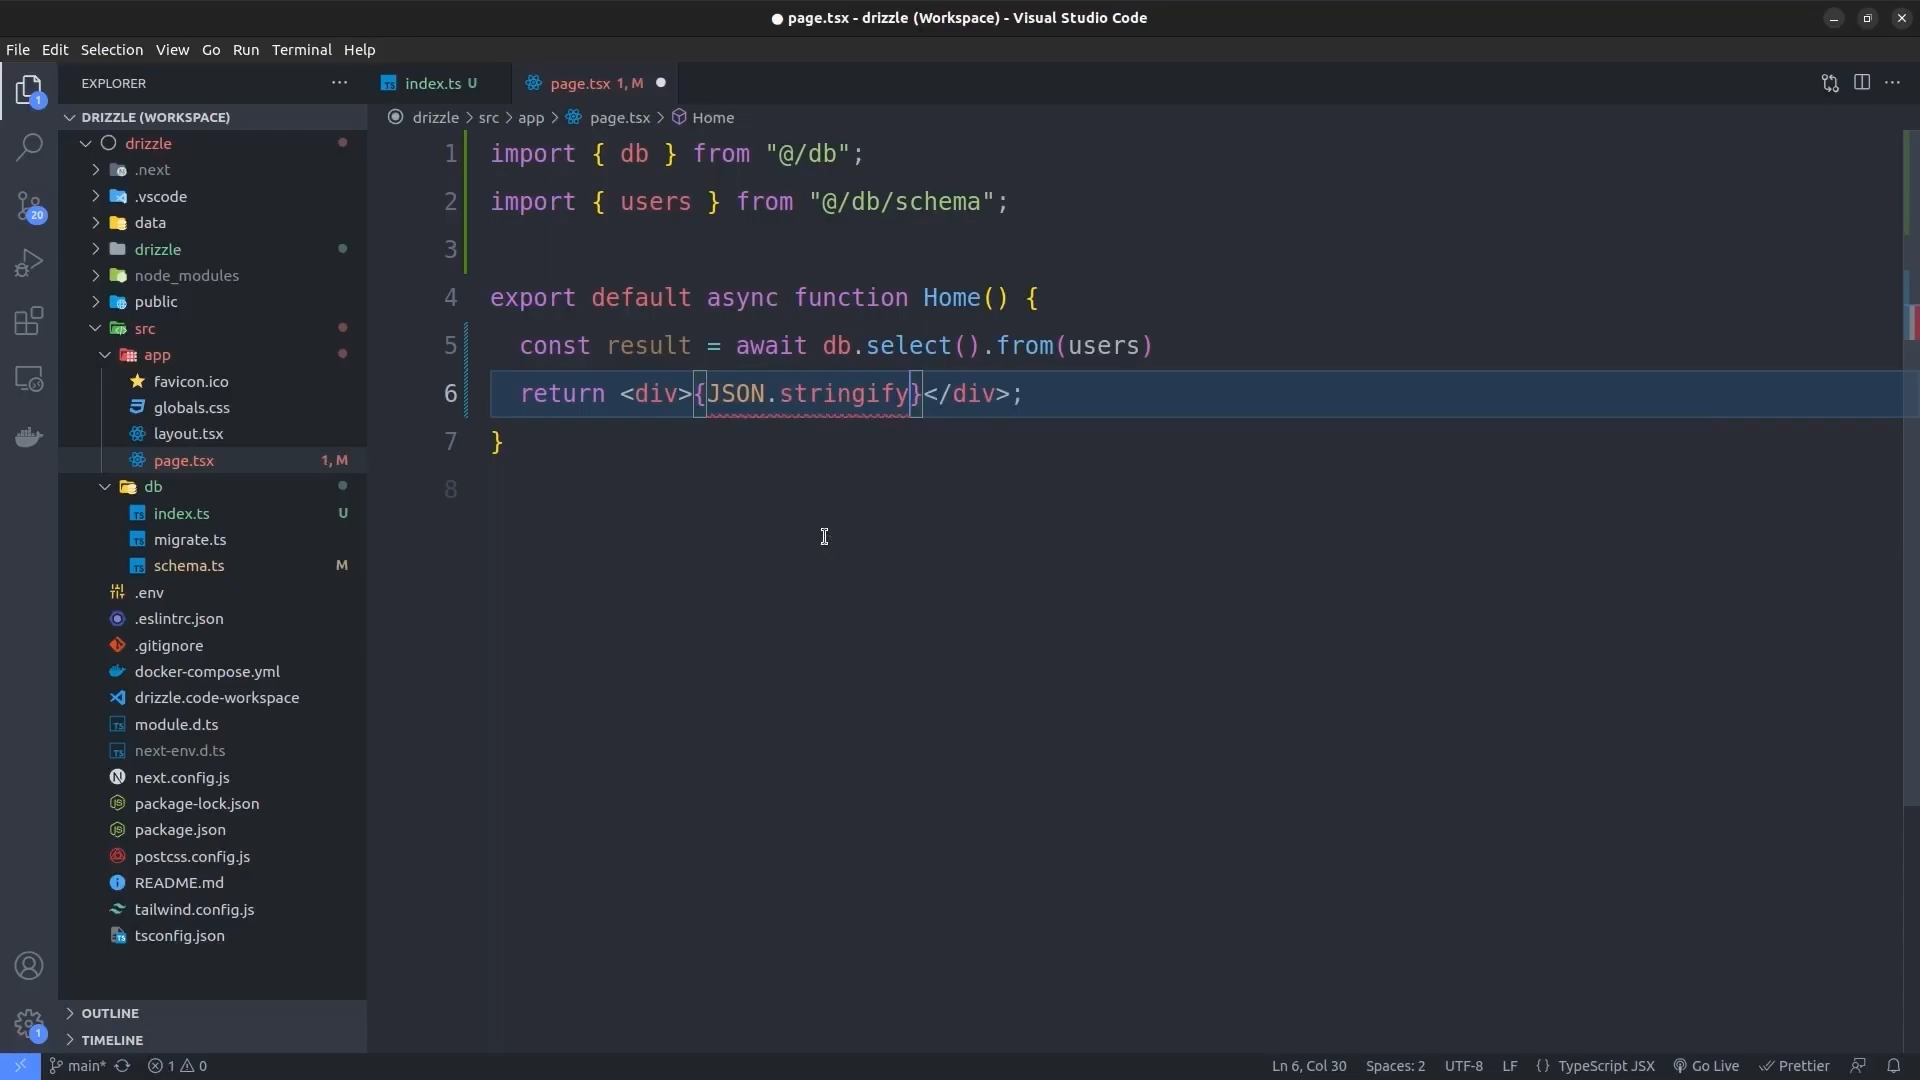 page.tsx - drizzle (Workspace) - Visual Studio Code
File Edit Selection View Go Run Terminal Help
EXPLORER
index.ts U
page.tsx 1, M
DRIZZLE (WORKSPACE)
drizzle > src > app > page.tsx > Home
drizzle
.next
.vscode
data
drizzle
node_modules
public
src
app
favicon.ico
globals.css
layout.tsx
page.tsx 1, M
db
index.ts U
migrate.ts
schema.ts M
.env
.eslintrc.json
.gitignore
docker-compose.yml
drizzle.code-workspace
module.d.ts
next-env.d.ts
next.config.js
package-lock.json
package.json
postcss.config.js
README.md
tailwind.config.js
tsconfig.json
OUTLINE
TIMELINE
1 import { db } from "@/db";
2 import { users } from "@/db/schema";
3
4 export default async function Home() {
5 const result = await db.select().from(users)
6 return <div>{JSON.stringify}</div>;
7 }
8
1
20
1
main* 1 0 Ln 6, Col 30 Spaces: 2 UTF-8 LF {} TypeScript JSX Go Live Prettier